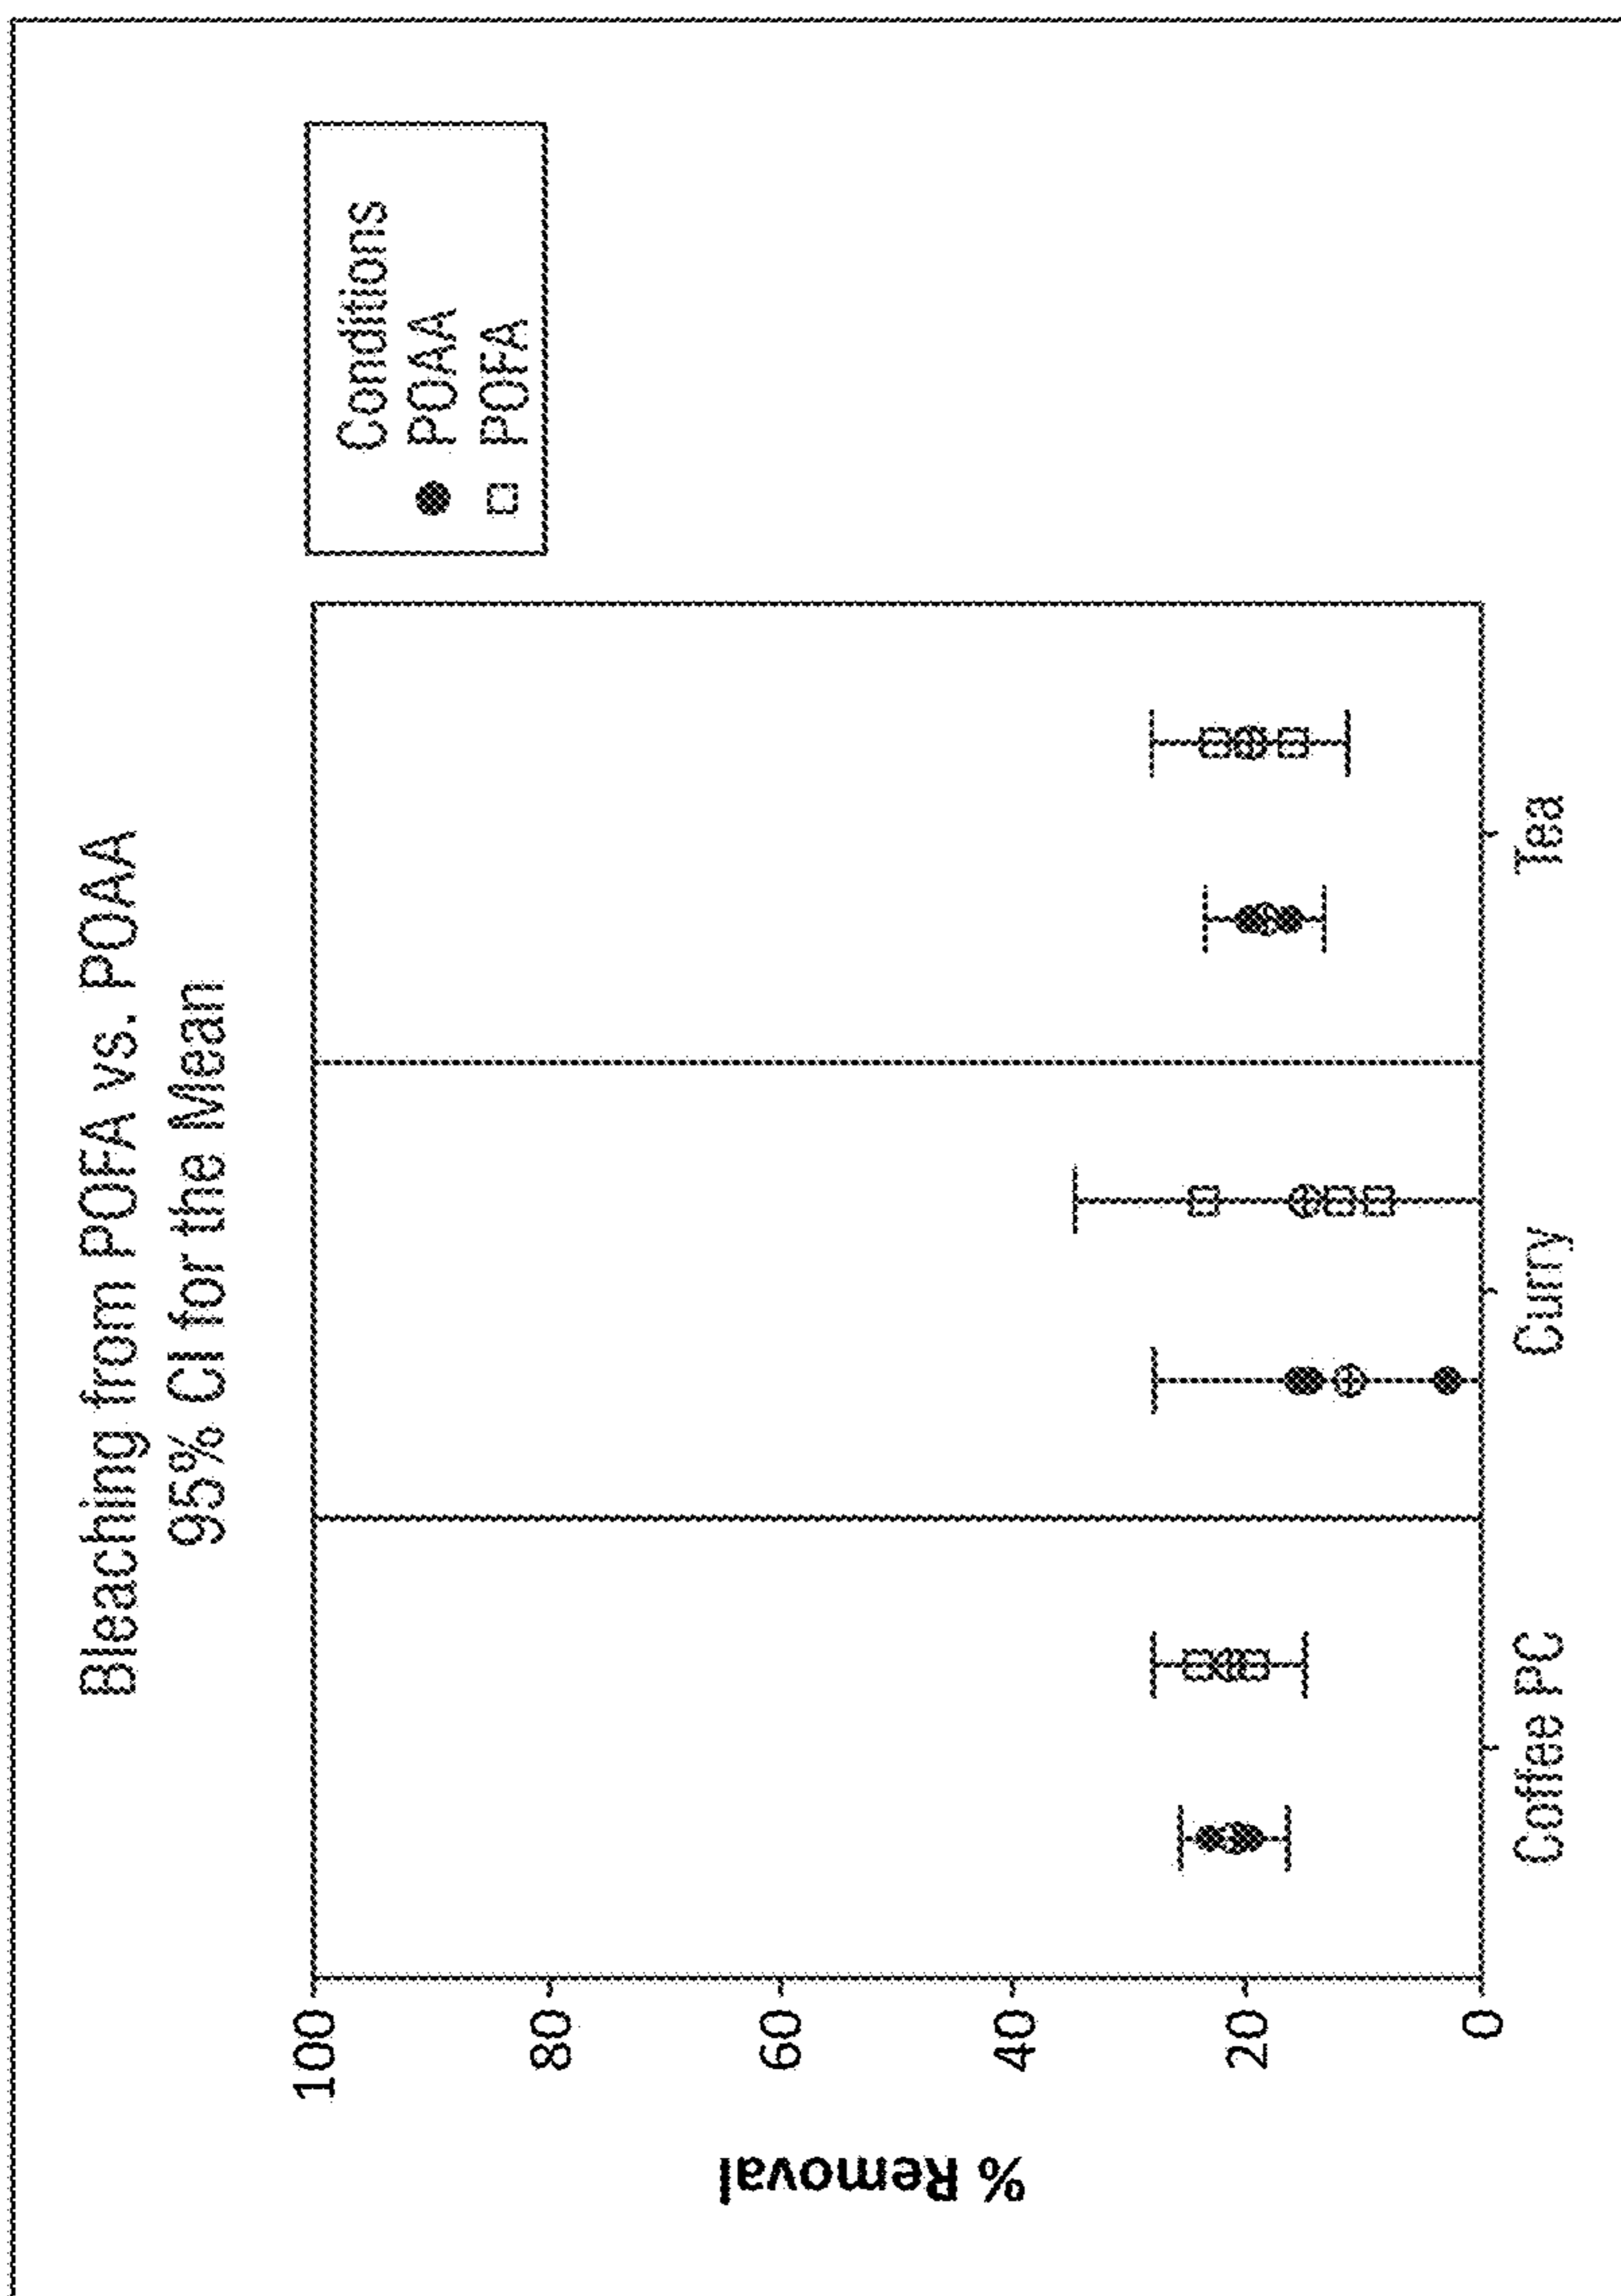 Bleaching from POFA vs. POAA
95% CI for the Mean
Conditions
POAA
POFA
% Removal
100
80
60
40
20
0
Coffee PC
Curry
Tea